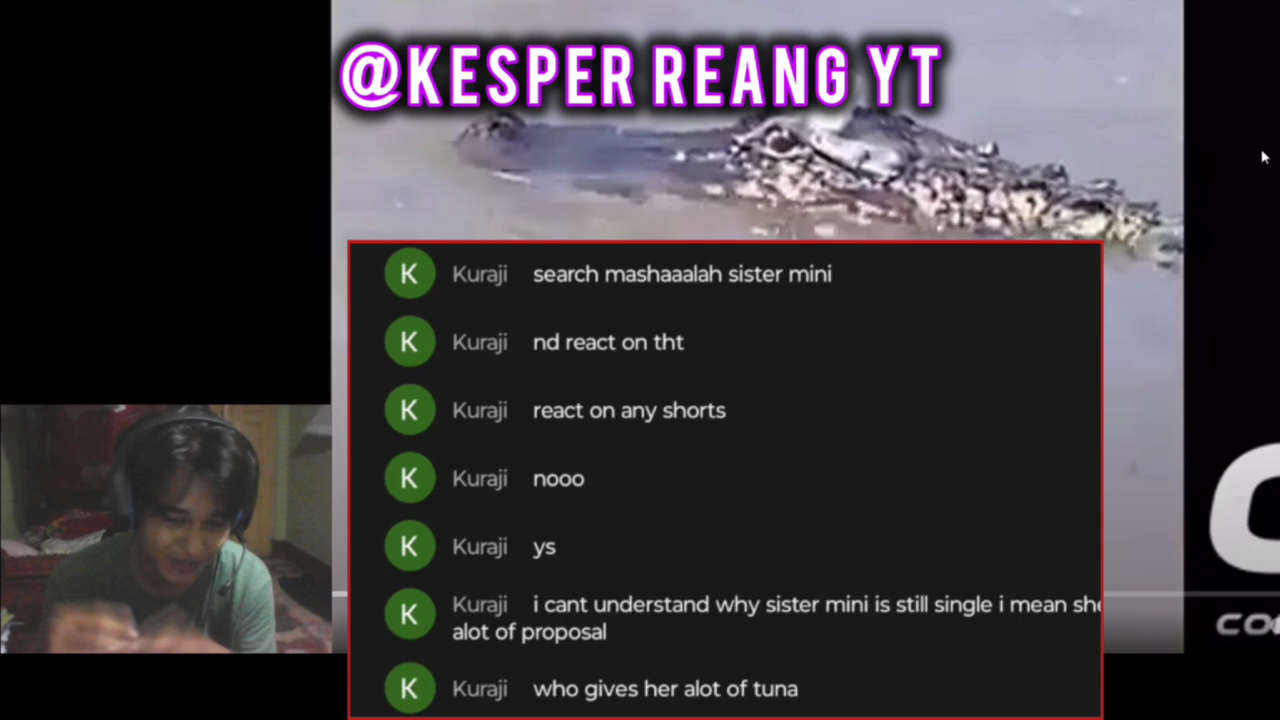 @KESPER REANG YT
K Kuraji search mashaaalah sister mini
K Kuraji nd react on tht
K Kuraji react on any shorts
K Kuraji nooo
K Kuraji ys
K Kuraji i cant understand why sister mini is still single i mean she
alot of proposal
K Kuraji who gives her alot of tuna